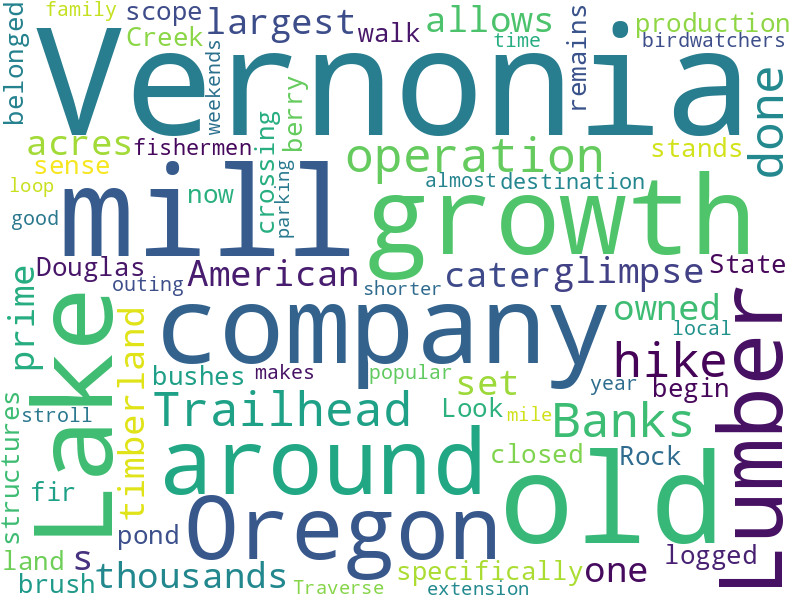 family
scope
largest
walk
allows
production
Creek
time
birdwatchers
belonged
Vernonia
weekends
remains
done
acres
fishermen
crossing
berry
operation
stands
sense
loop
mill
now
parking
almost
destination
good
growth
Douglas
American
cater
glimpse
State
outing
shorter
prime
Lake
timberland
company
owned
local
Lumber
hike
bushes
makes
popular
set
year
begin
structures
stroll
Trailhead
Look
mile
Banks
around
closed
Rock
old
fir
Oregon
pond
land
s
logged
brush
thousands
specifically
one
Traverse
extension